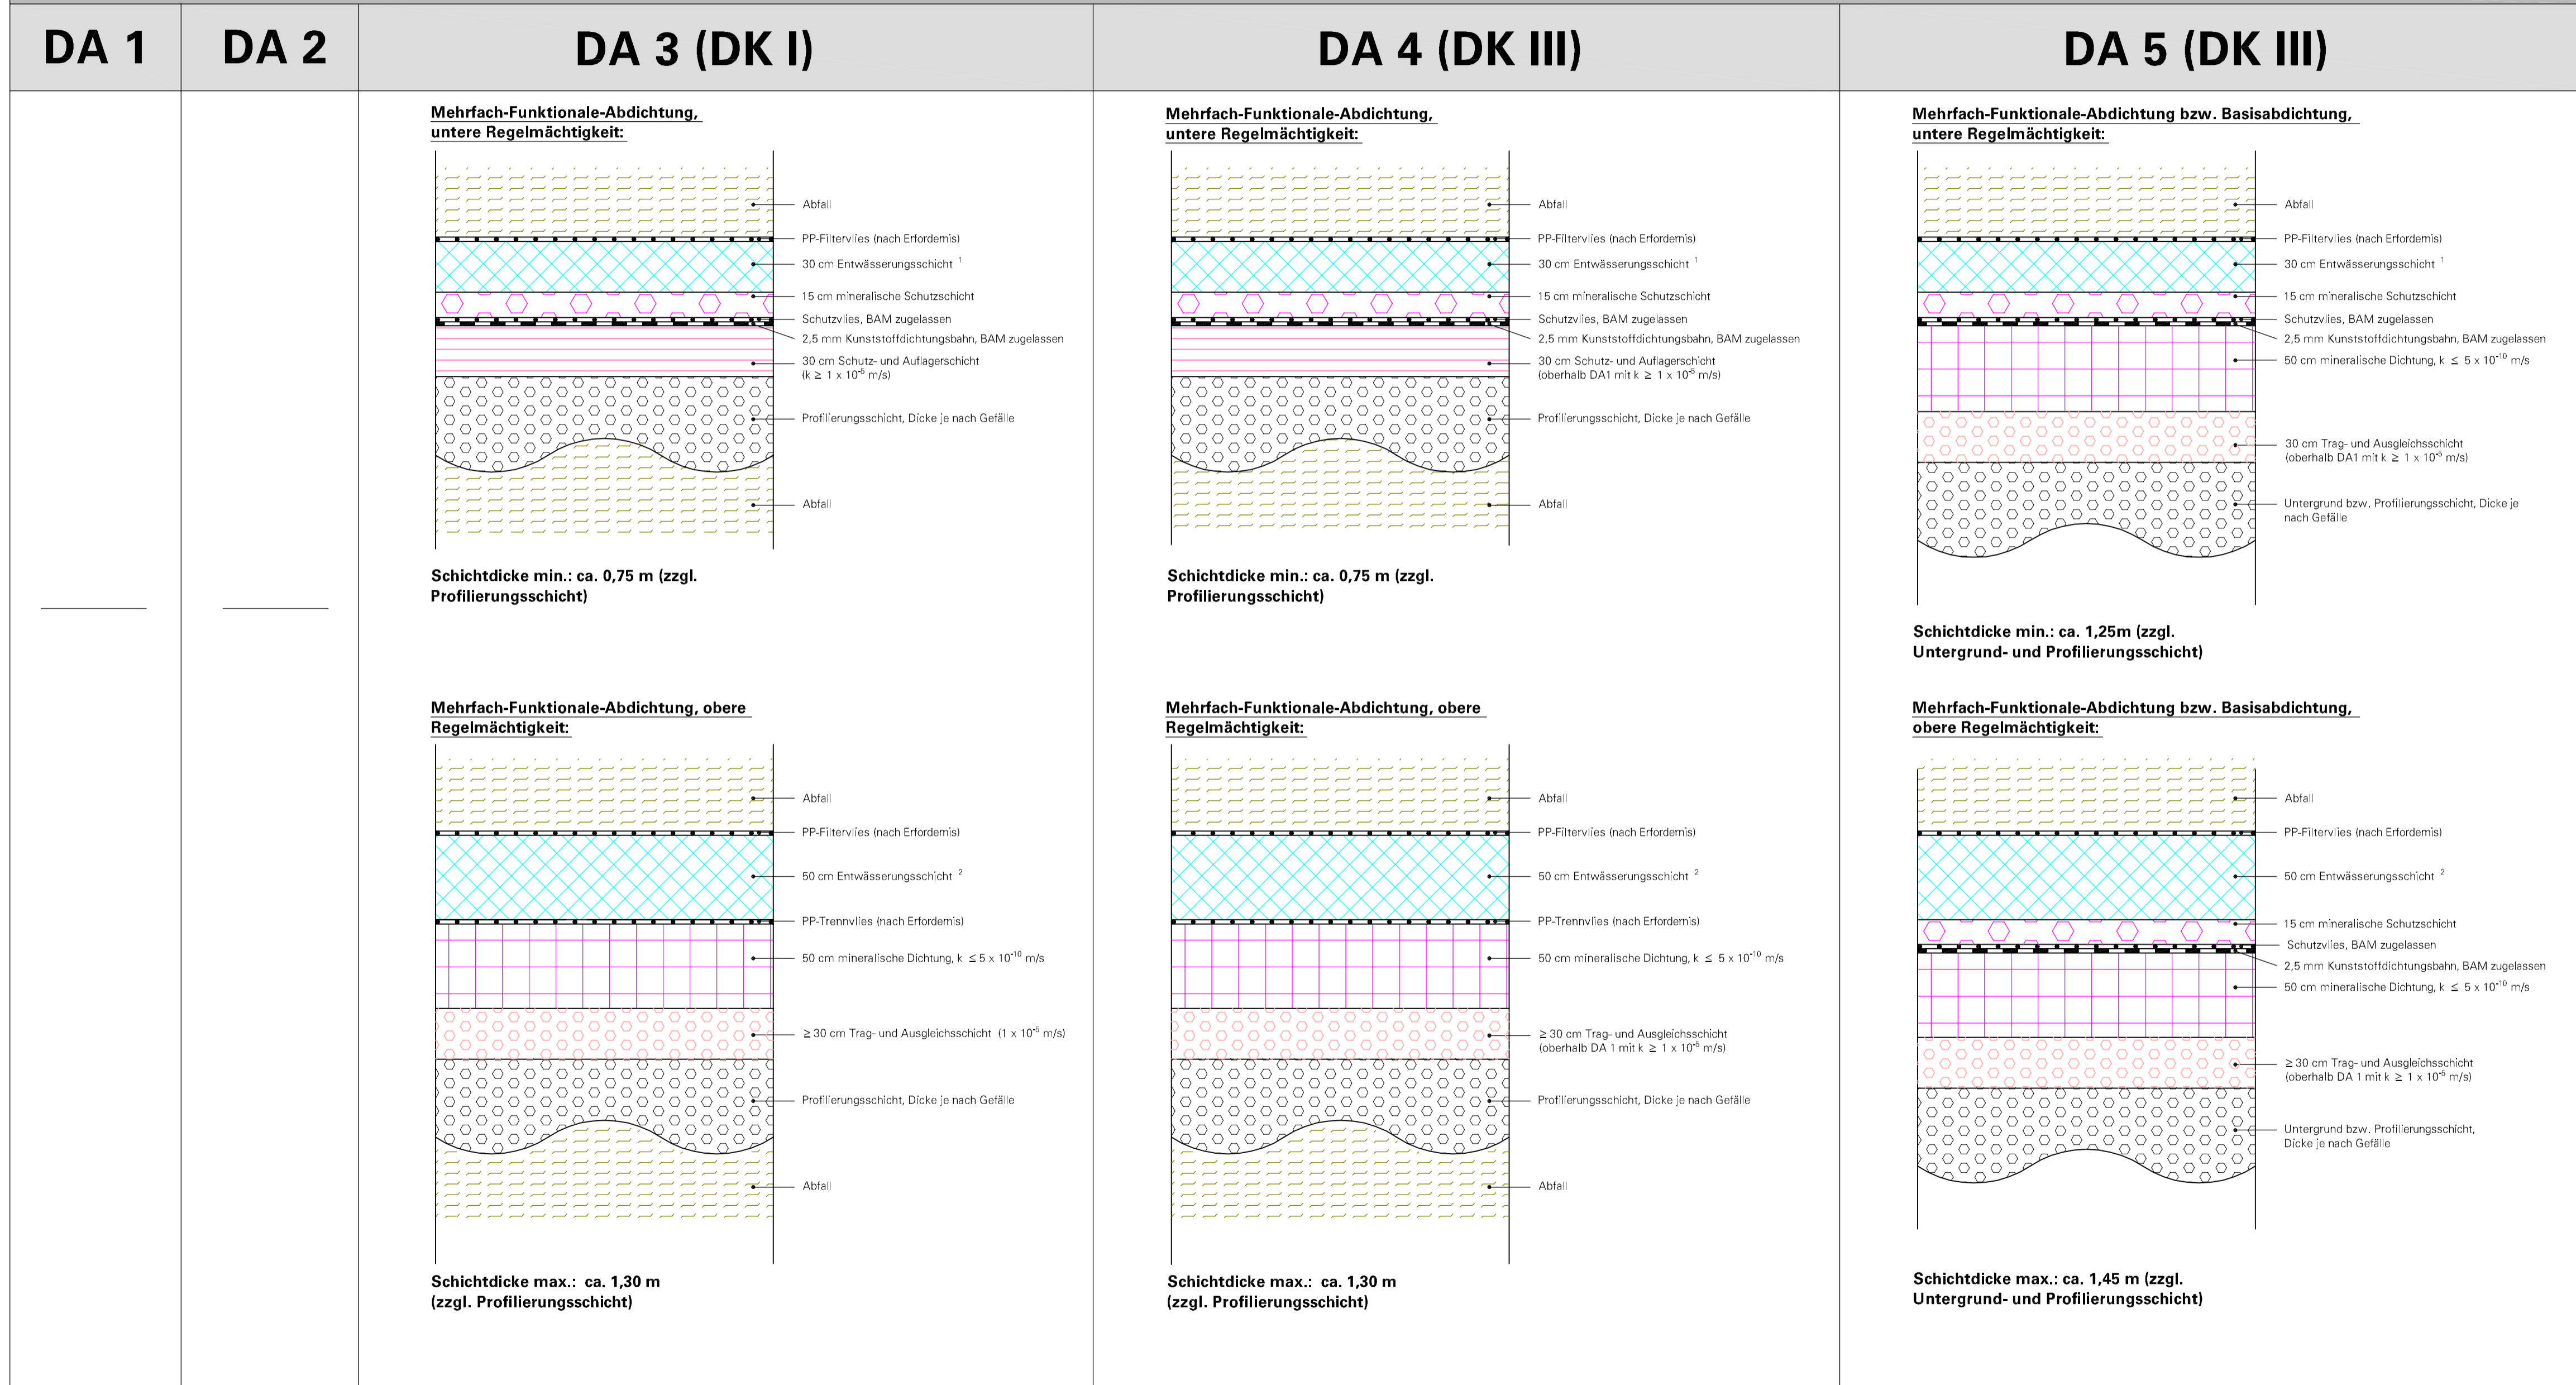 DA 1
DA 2
DA 3 (DK I)
DA 4 (DK III)
DA 5 (DK III)
Mehrfach-Funktionale-Abdichtung,
untere Regelmächtigkeit:
Abfall
PP-Filtervlies (nach Erfordernis)
30 cm Entwässerungsschicht 1
15 cm mineralische Schutzschicht
Schutzvlies, BAM zugelassen
2,5 mm Kunststoffdichtungsbahn, BAM zugelassen
30 cm Schutz- und Auflagerschicht
(k ≥ 1 x 10⁻⁵ m/s)
Profilierungsschicht, Dicke je nach Gefälle
Abfall
Schichtdicke min.: ca. 0,75 m (zzgl.
Profilierungsschicht)
Mehrfach-Funktionale-Abdichtung, obere
Regelmächtigkeit:
Abfall
PP-Filtervlies (nach Erfordernis)
50 cm Entwässerungsschicht 2
PP-Trennvlies (nach Erfordernis)
50 cm mineralische Dichtung, k ≤ 5 x 10⁻¹⁰ m/s
≥ 30 cm Trag- und Ausgleichsschicht (1 x 10⁻⁵ m/s)
Profilierungsschicht, Dicke je nach Gefälle
Abfall
Schichtdicke max.: ca. 1,30 m
(zzgl. Profilierungsschicht)
Mehrfach-Funktionale-Abdichtung,
untere Regelmächtigkeit:
Abfall
PP-Filtervlies (nach Erfordernis)
30 cm Entwässerungsschicht 1
15 cm mineralische Schutzschicht
Schutzvlies, BAM zugelassen
2,5 mm Kunststoffdichtungsbahn, BAM zugelassen
30 cm Schutz- und Auflagerschicht
(oberhalb DA1 mit k ≥ 1 x 10⁻⁵ m/s)
Profilierungsschicht, Dicke je nach Gefälle
Abfall
Schichtdicke min.: ca. 0,75 m (zzgl.
Profilierungsschicht)
Mehrfach-Funktionale-Abdichtung, obere
Regelmächtigkeit:
Abfall
PP-Filtervlies (nach Erfordernis)
50 cm Entwässerungsschicht 2
PP-Trennvlies (nach Erfordernis)
50 cm mineralische Dichtung, k ≤ 5 x 10⁻¹⁰ m/s
≥ 30 cm Trag- und Ausgleichsschicht
(oberhalb DA 1 mit k ≥ 1 x 10⁻⁵ m/s)
Profilierungsschicht, Dicke je nach Gefälle
Abfall
Schichtdicke max.: ca. 1,30 m
(zzgl. Profilierungsschicht)
Mehrfach-Funktionale-Abdichtung bzw. Basisabdichtung,
untere Regelmächtigkeit:
Abfall
PP-Filtervlies (nach Erfordernis)
30 cm Entwässerungsschicht 1
15 cm mineralische Schutzschicht
Schutzvlies, BAM zugelassen
2,5 mm Kunststoffdichtungsbahn, BAM zugelassen
50 cm mineralische Dichtung, k ≤ 5 x 10⁻¹⁰ m/s
30 cm Trag- und Ausgleichsschicht
(oberhalb DA1 mit k ≥ 1 x 10⁻⁵ m/s)
Untergrund bzw. Profilierungsschicht, Dicke je
nach Gefälle
Schichtdicke min.: ca. 1,25m (zzgl.
Untergrund- und Profilierungsschicht)
Mehrfach-Funktionale-Abdichtung bzw. Basisabdichtung,
obere Regelmächtigkeit:
Abfall
PP-Filtervlies (nach Erfordernis)
50 cm Entwässerungsschicht 2
15 cm mineralische Schutzschicht
Schutzvlies, BAM zugelassen
2,5 mm Kunststoffdichtungsbahn, BAM zugelassen
50 cm mineralische Dichtung, k ≤ 5 x 10⁻¹⁰ m/s
≥ 30 cm Trag- und Ausgleichsschicht
(oberhalb DA 1 mit k ≥ 1 x 10⁻⁵ m/s)
Untergrund bzw. Profilierungsschicht,
Dicke je nach Gefälle
Schichtdicke max.: ca. 1,45 m (zzgl.
Untergrund- und Profilierungsschicht)